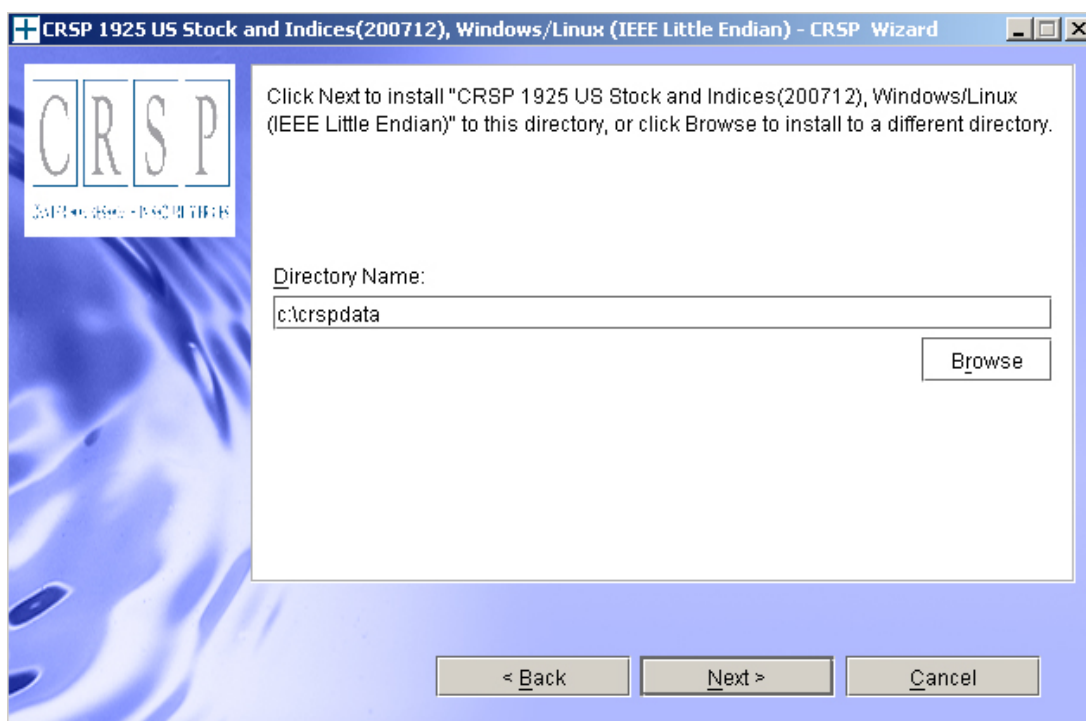 CRSP 1925 US Stock and Indices(200712), Windows/Linux (IEEE Little Endian) - CRSP Wizard
CRSP
Click Next to install "CRSP 1925 US Stock and Indices(200712), Windows/Linux
(IEEE Little Endian)" to this directory, or click Browse to install to a different directory.
Directory Name:
c:\crspdata
Browse
< Back
Next >
Cancel